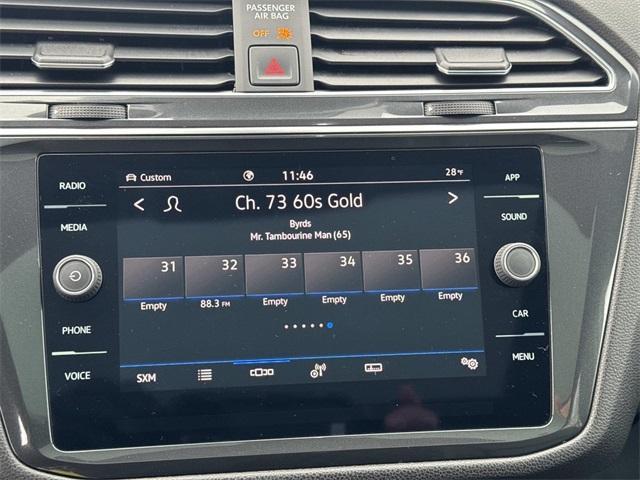 PASSENGER
AIR BAG
OFF
RADIO
MEDIA
PHONE
VOICE
Custom
11:46
28°F
< Ch. 73 60s Gold >
Byrds
Mr. Tambourine Man (65)
31 32 33 34 35 36
Empty 88.3 FM Empty Empty Empty Empty
SXM
APP
SOUND
CAR
MENU